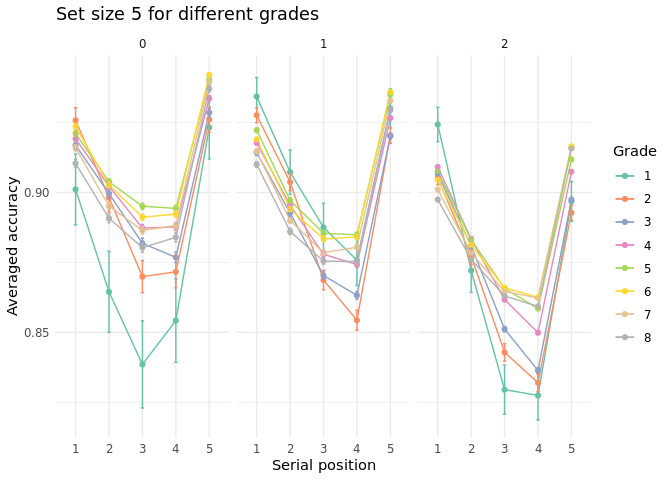 Set size 5 for different grades
0 1 2
Averaged accuracy
0.90
0.85
1 2 3 4 5 1 2 3 4 5 1 2 3 4 5
Serial position
Grade
1
2
3
4
5
6
7
8